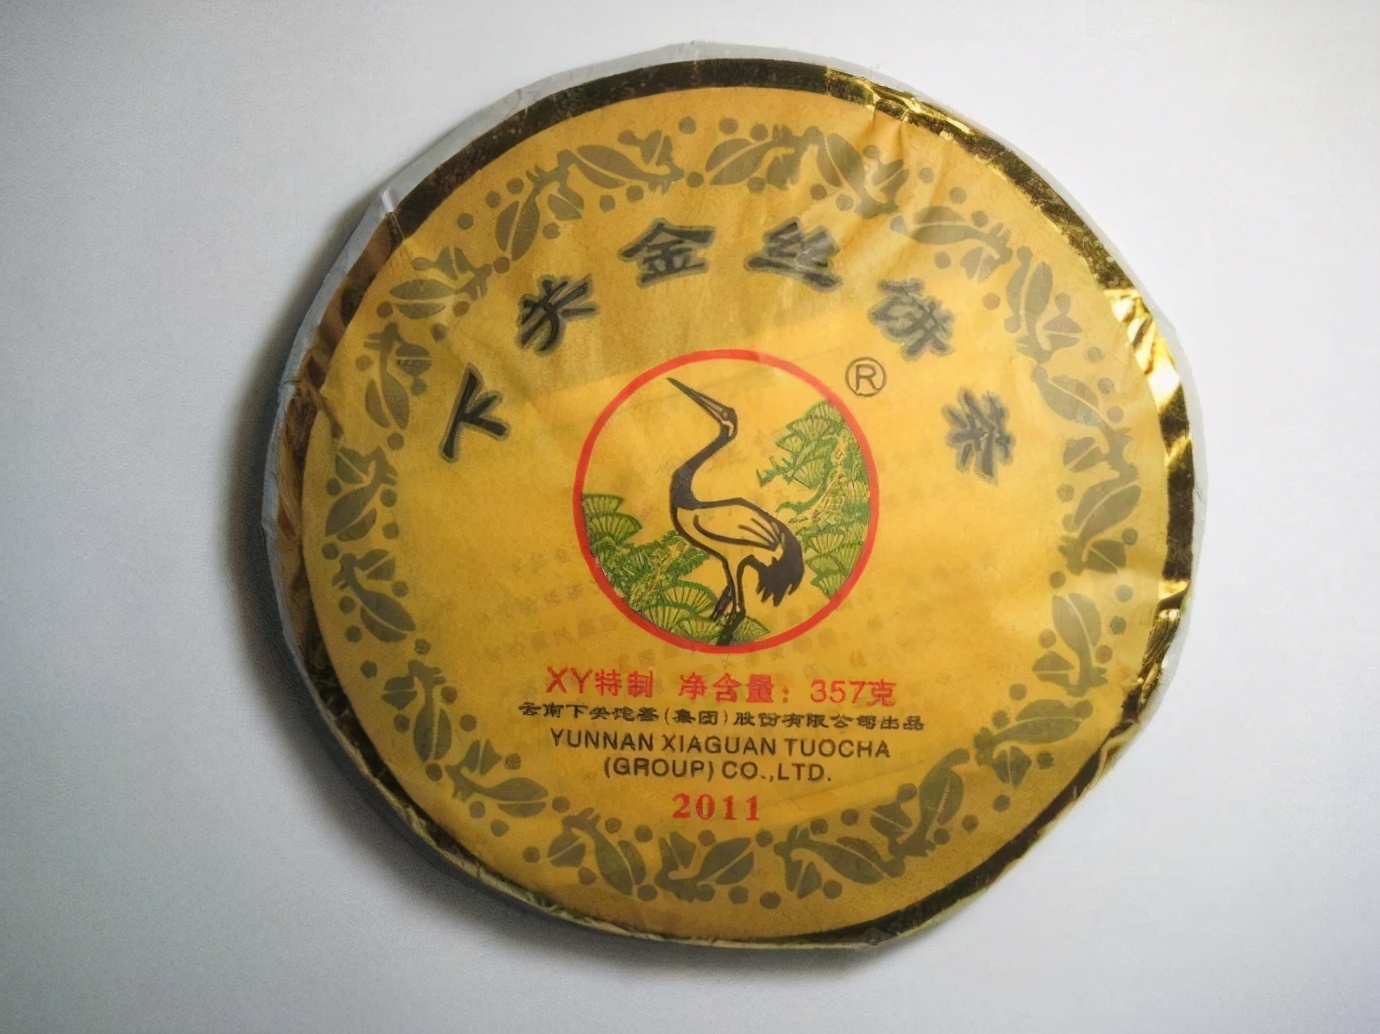 下关金丝饼茶
®
XY特制 净含量：357克
云南下关沱茶(集团)股份有限公司出品
YUNNAN XIAGUAN TUOCHA
(GROUP) CO.,LTD.
2011